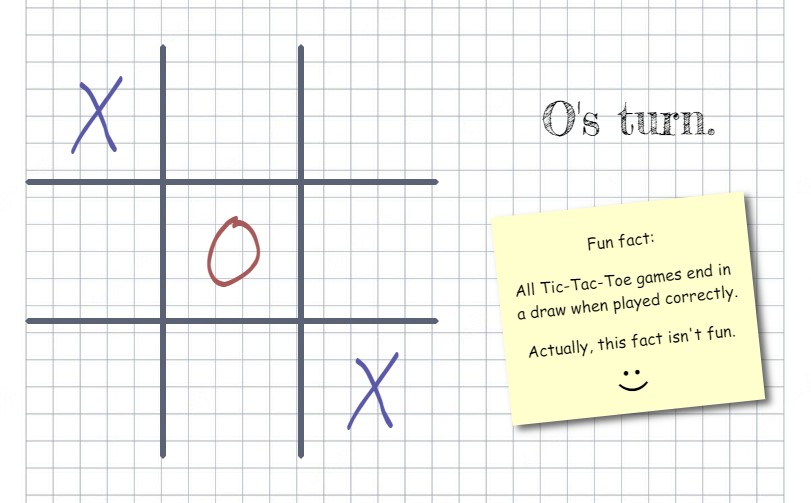 X
O's turn.
O
Fun fact:
All Tic-Tac-Toe games end in
a draw when played correctly.
Actually, this fact isn't fun.
X